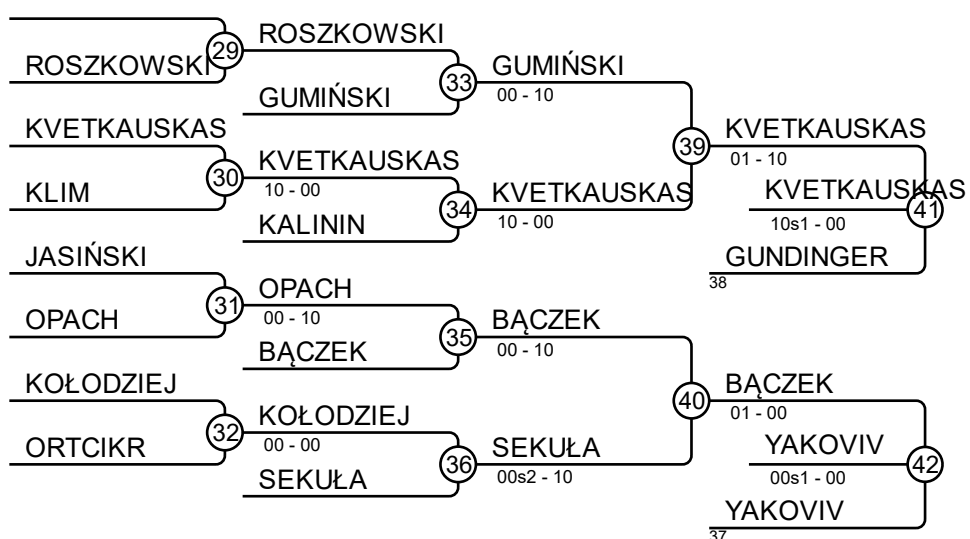 29
ROSZKOWSKI
ROSZKOWSKI
GUMIŃSKI
33
GUMIŃSKI
00 - 10
KVETKAUSKAS
KLIM
30
KVETKAUSKAS
10 - 00
KALININ
34
KVETKAUSKAS
10 - 00
39
KVETKAUSKAS
01 - 10
KVETKAUSKAS
10s1 - 00
41
GUNDINGER
38
JASIŃSKI
OPACH
31
OPACH
00 - 10
BĄCZEK
35
BĄCZEK
00 - 10
KOŁODZIEJ
ORTCIKR
32
KOŁODZIEJ
00 - 00
SEKUŁA
36
SEKUŁA
00s2 - 10
40
BĄCZEK
01 - 00
YAKOVIV
00s1 - 00
42
YAKOVIV
37